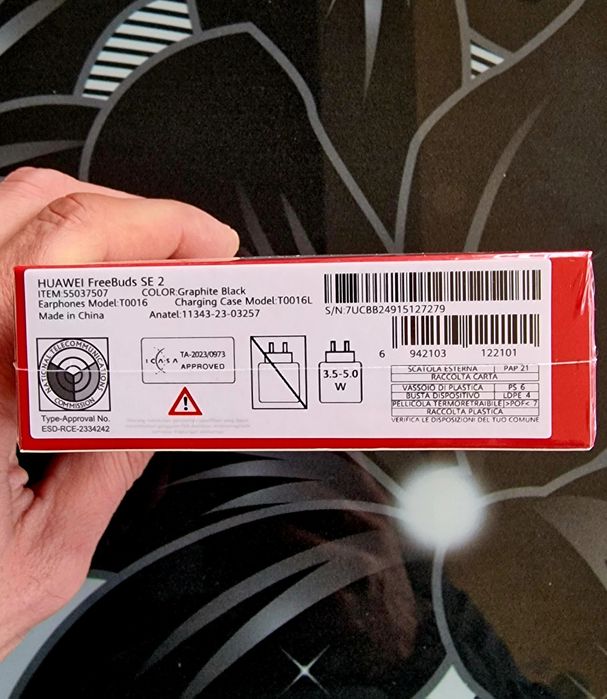 HUAWEI FreeBuds SE 2
ITEM:55037507 COLOR:Graphite Black
Earphones Model:T0016 Charging Case Model:T0016L
Made in China Anatel:11343-23-03257
S/N:7UCBB24915127279
6 942103 122101
NATIONAL TELECOMMUNICATIONS COMMISSION
Type-Approval No.
ESD-RCE-2334242
ICASA
TA-2023/0973
APPROVED
3.5-5.0
W
SCATOLA ESTERNA PAP 21
RACCOLTA CARTA
VASSOIO DI PLASTICA PS 6
BUSTA DISPOSITIVO LDPE 4
PELLICOLA TERMORETRAIBILE >POF< 7
RACCOLTA PLASTICA
VERIFICA LE DISPOSIZIONI DEL TUO COMUNE